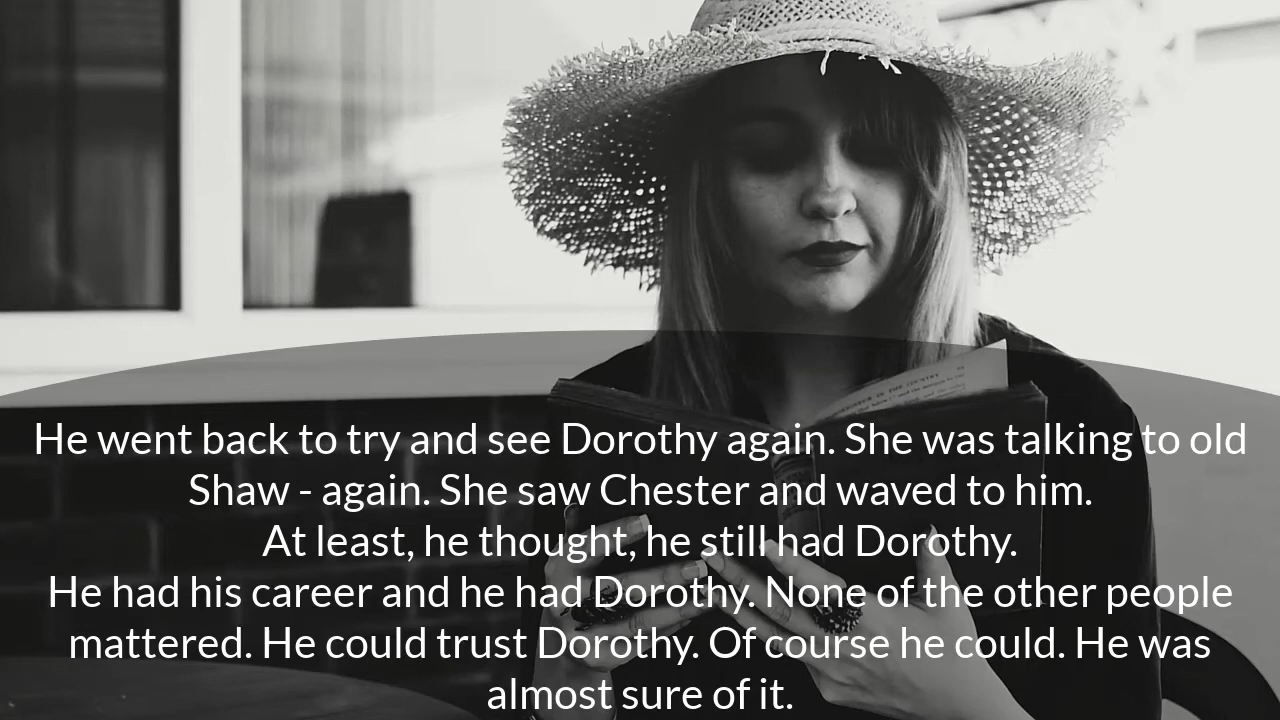 He went back to try and see Dorothy again. She was talking to old
Shaw - again. She saw Chester and waved to him.
At least, he thought, he still had Dorothy.
He had his career and he had Dorothy. None of the other people
mattered. He could trust Dorothy. Of course he could. He was
almost sure of it.